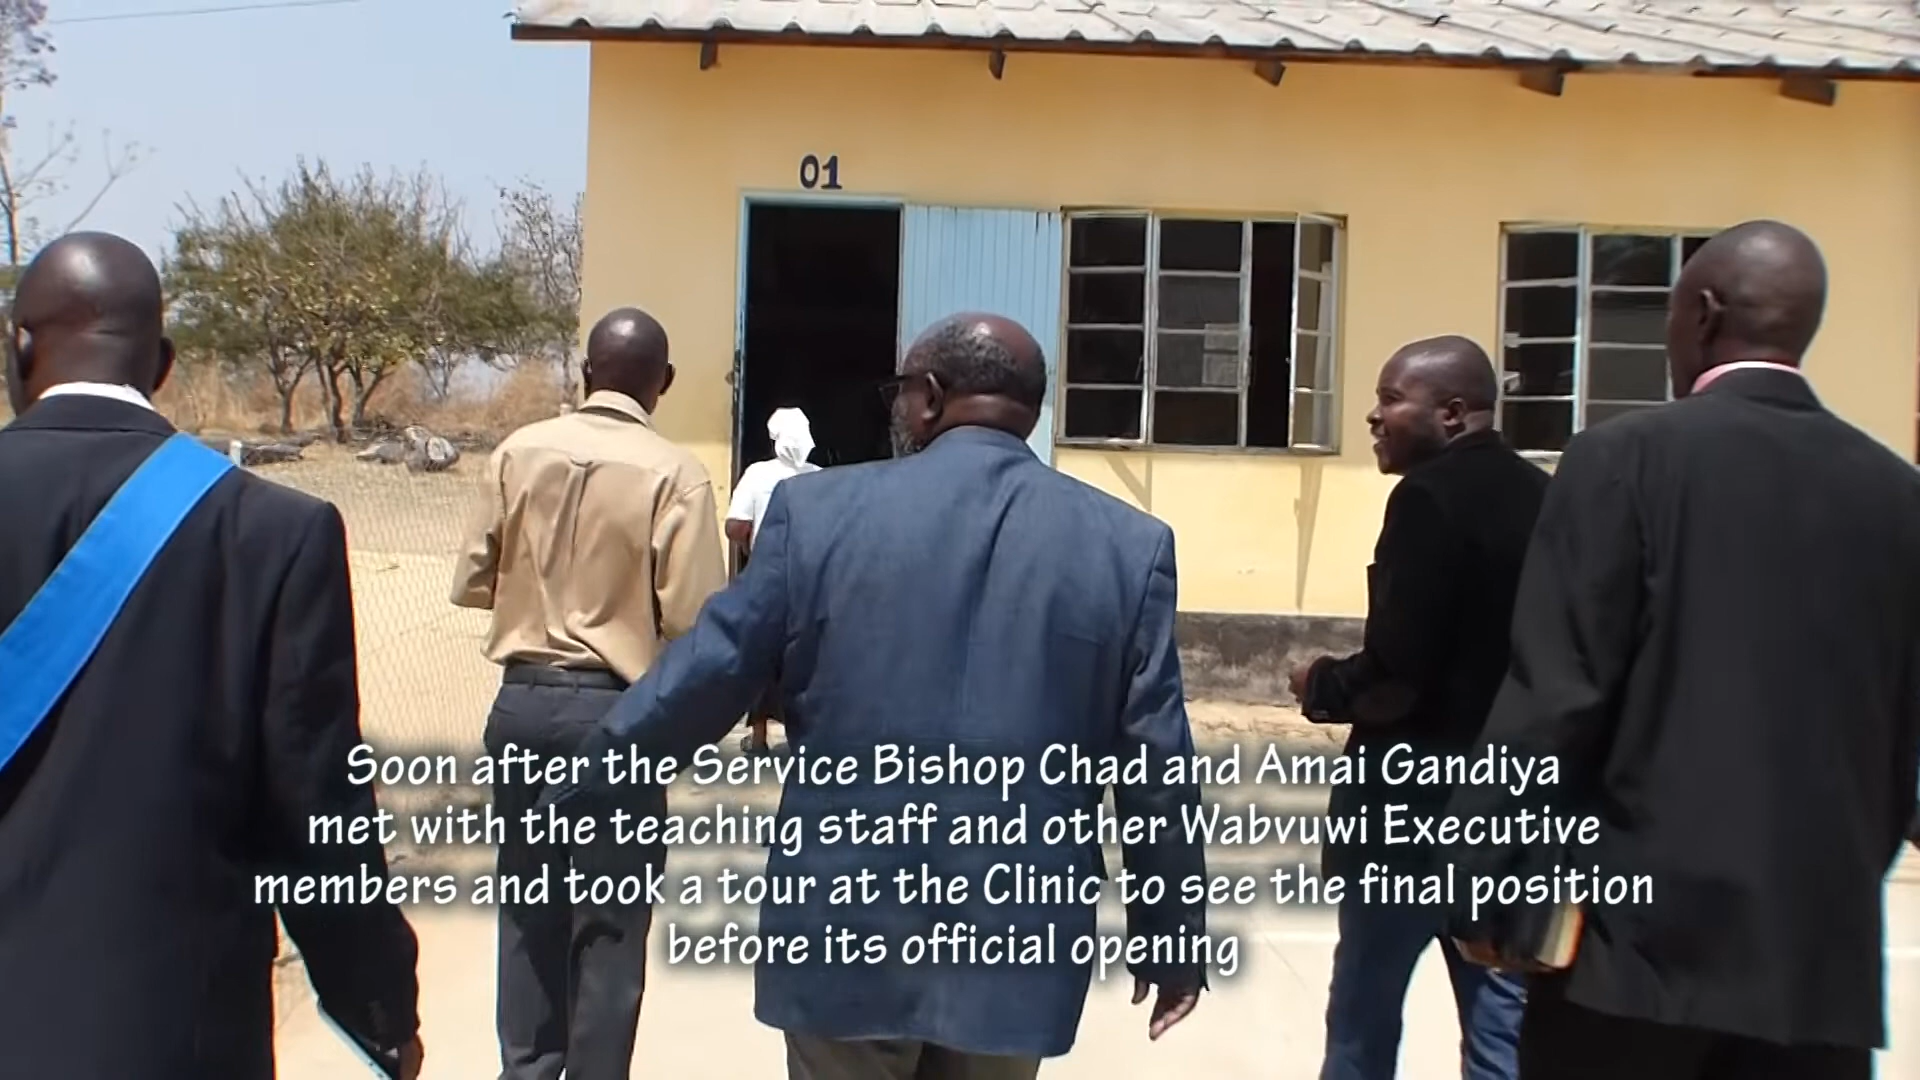 01
Soon after the Service Bishop Chad and Amai Gandiya
met with the teaching staff and other Wabvuwi Executive
members and took a tour at the Clinic to see the final position
before its official opening